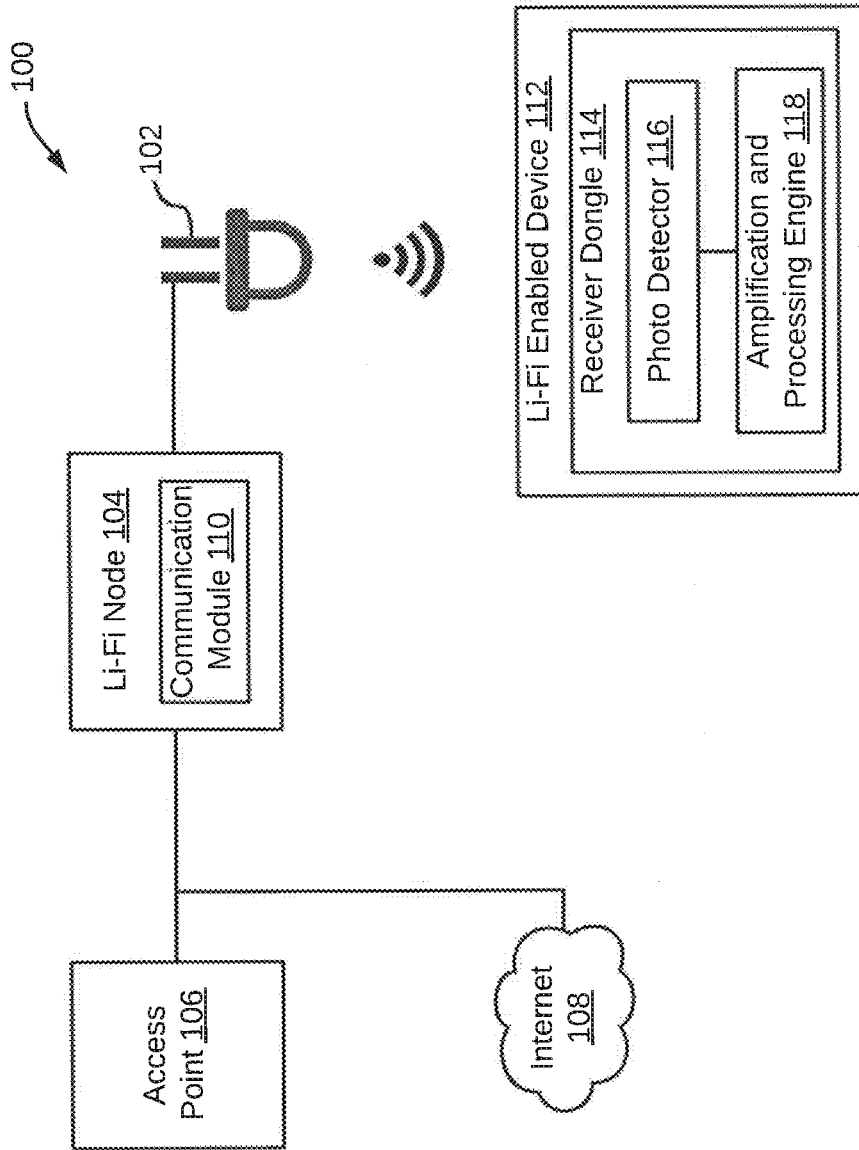 100
102
Li-Fi Node 104
Communication
Module 110
Access
Point 106
Internet
108
Li-Fi Enabled Device 112
Receiver Dongle 114
Photo Detector 116
Amplification and
Processing Engine 118